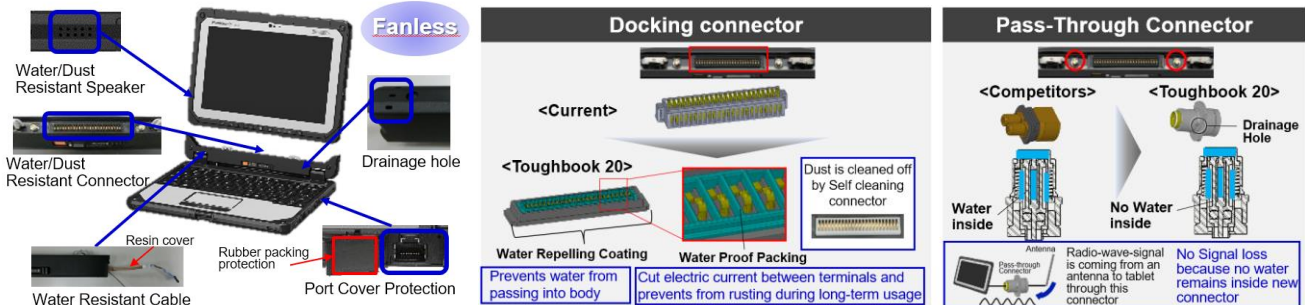 Fanless
Water/Dust
Resistant Speaker
Water/Dust
Resistant Connector
Drainage hole
Resin cover
Water Resistant Cable
Rubber packing
protection
Port Cover Protection
Docking connector
<Current>
<Toughbook 20>
Water Repelling Coating
Water Proof Packing
Dust is cleaned off
by Self cleaning
connector
Prevents water from
passing into body
Cut electric current between terminals and
prevents from rusting during long-term usage
Pass-Through Connector
<Competitors>
<Toughbook 20>
Drainage
Hole
Water
inside
No Water
inside
Antenna
Pass-through
Connector
Radio-wave-signal
is coming from an
antenna to tablet
through this
connector
No Signal loss
because no water
remains inside new
connector